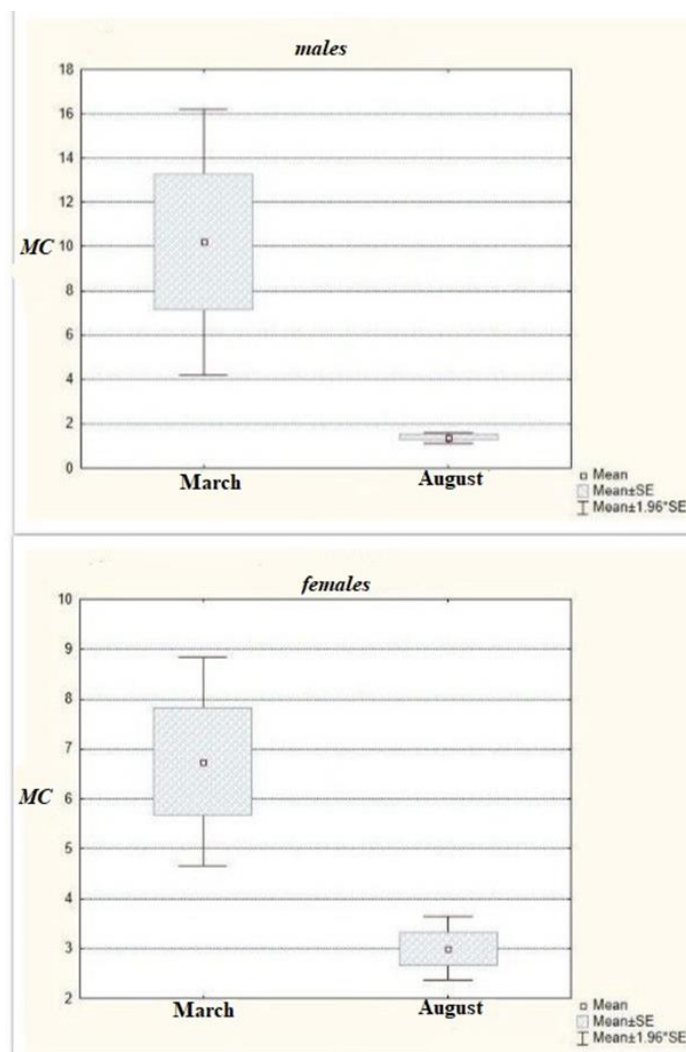 males
18
16
14
12
MC 10
8
6
4
2
0
March August
Mean
Mean±SE
Mean±1.96*SE
females
10
9
8
7
MC 6
5
4
3
2
March August
Mean
Mean±SE
Mean±1.96*SE